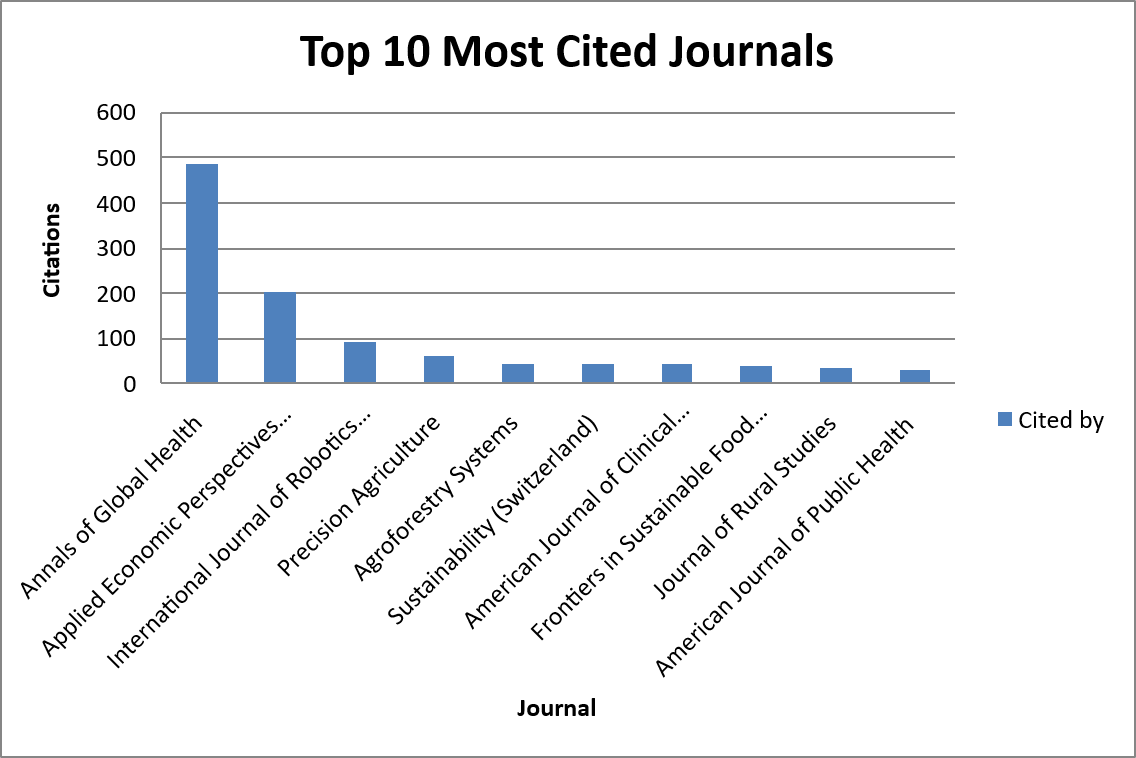 Top 10 Most Cited Journals
600
500
400
300
200
100
0
Citations
Annals of Global Health
Applied Economic Perspectives...
International Journal of Robotics...
Precision Agriculture
Agroforestry Systems
Sustainability (Switzerland)
American Journal of Clinical...
Frontiers in Sustainable Food...
Journal of Rural Studies
American Journal of Public Health
Cited by
Journal